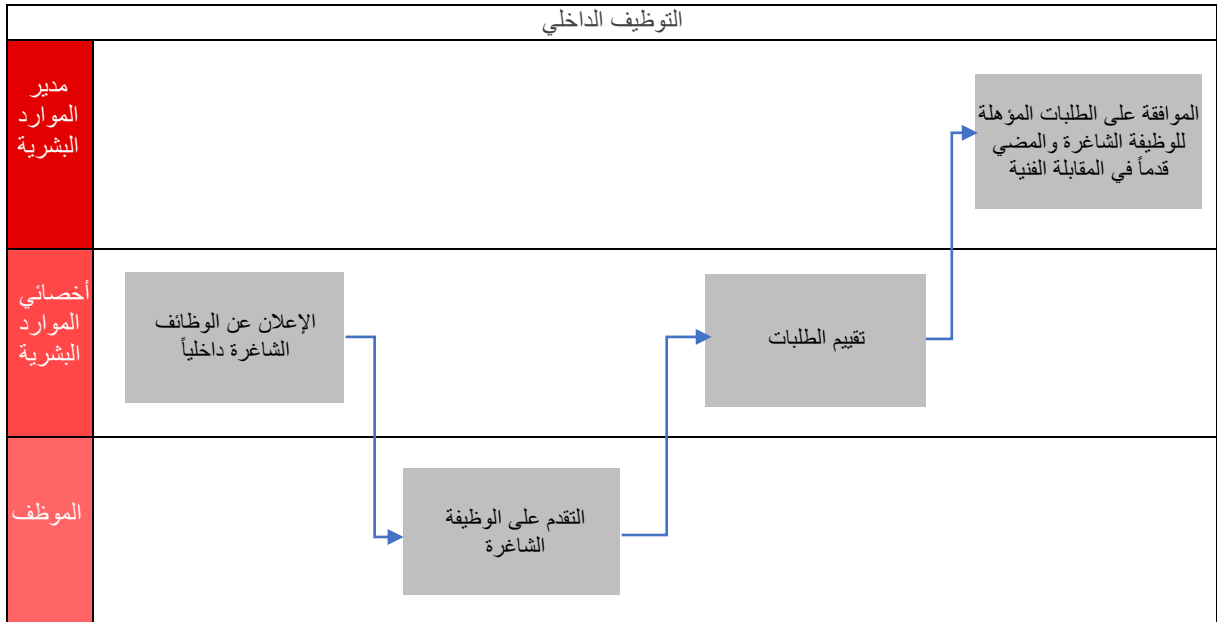 التوظيف الداخلي
مدير
الموارد
البشرية
الموافقة على الطلبات المؤهلة
للوظيفة الشاغرة والمضي
قدماً في المقابلة الفنية
أخصائي
الموارد
البشرية
الإعلان عن الوظائف
الشاغرة داخلياً
تقييم الطلبات
الموظف
التقدم على الوظيفة
الشاغرة